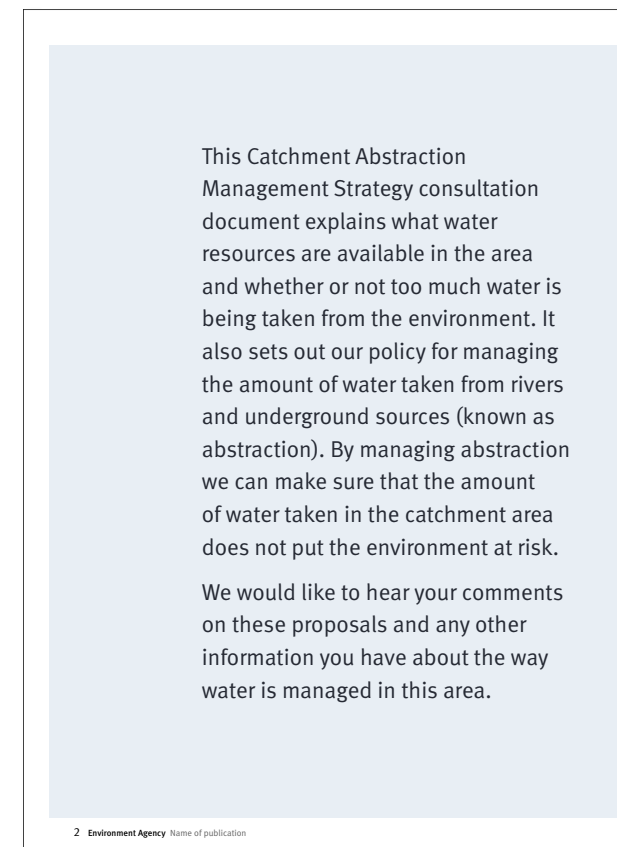 This Catchment Abstraction
Management Strategy consultation
document explains what water
resources are available in the area
and whether or not too much water is
being taken from the environment. It
also sets out our policy for managing
the amount of water taken from rivers
and underground sources (known as
abstraction). By managing abstraction
we can make sure that the amount
of water taken in the catchment area
does not put the environment at risk.
We would like to hear your comments
on these proposals and any other
information you have about the way
water is managed in this area.
2 Environment Agency Name of publication